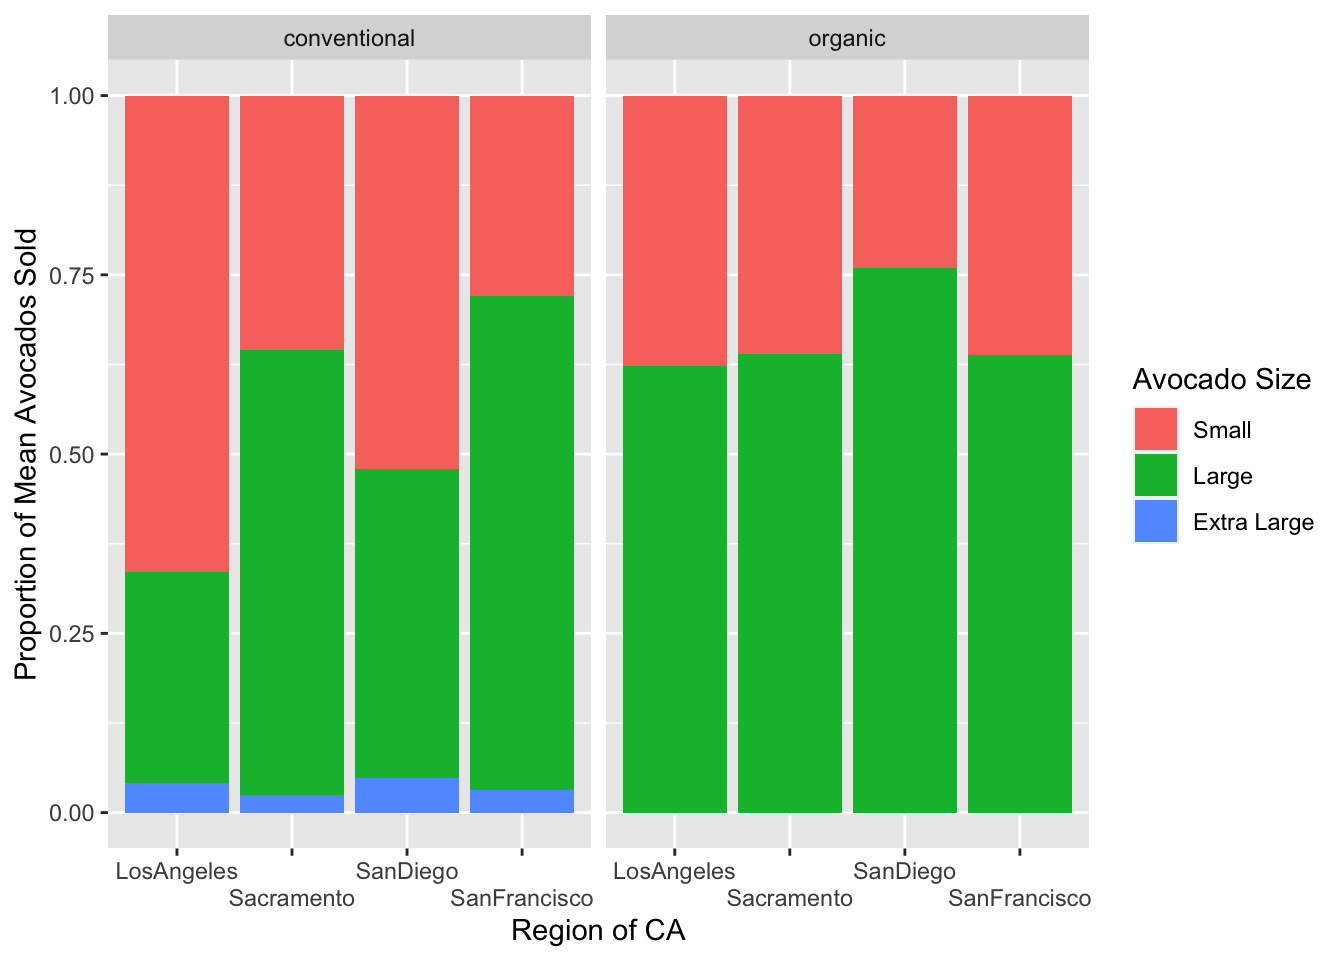 conventional
organic
Proportion of Mean Avocados Sold
1.00
0.75
0.50
0.25
0.00
LosAngeles
Sacramento
SanDiego
SanFrancisco
LosAngeles
Sacramento
SanDiego
SanFrancisco
Region of CA
Avocado Size
Small
Large
Extra Large